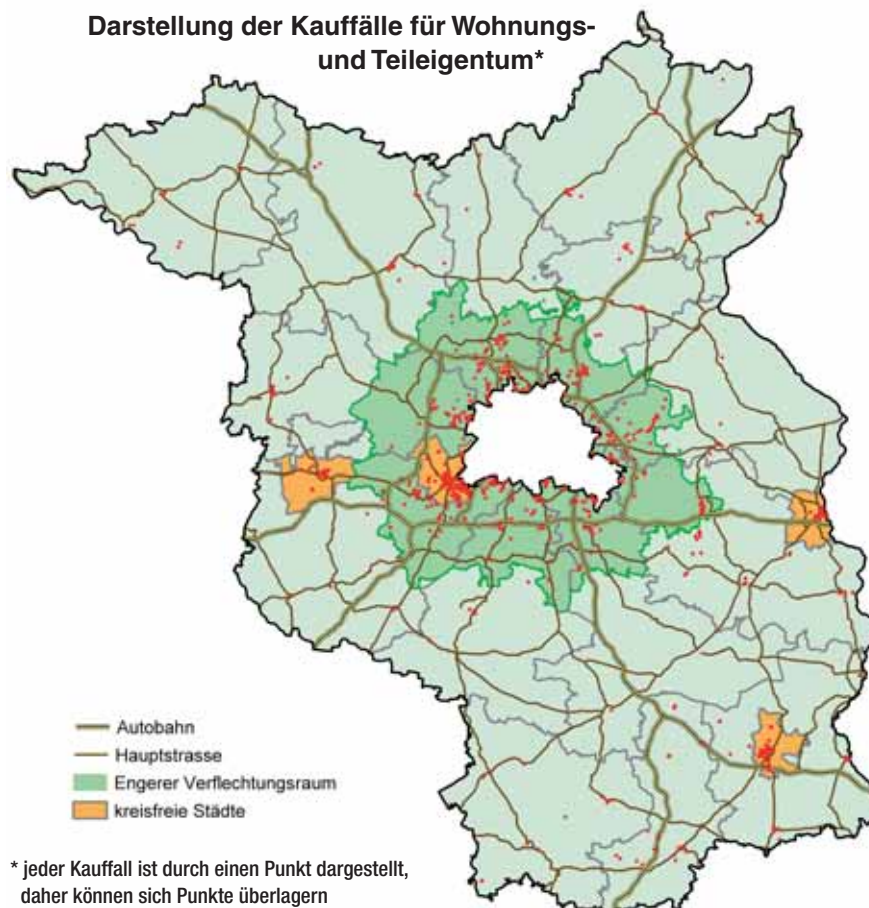 Darstellung der Kauffälle für Wohnungs-
und Teileigentum*
Autobahn
Hauptstrasse
Engerer Verflechtungsraum
kreisfreie Städte
* jeder Kauffall ist durch einen Punkt dargestellt,
daher können sich Punkte überlagern